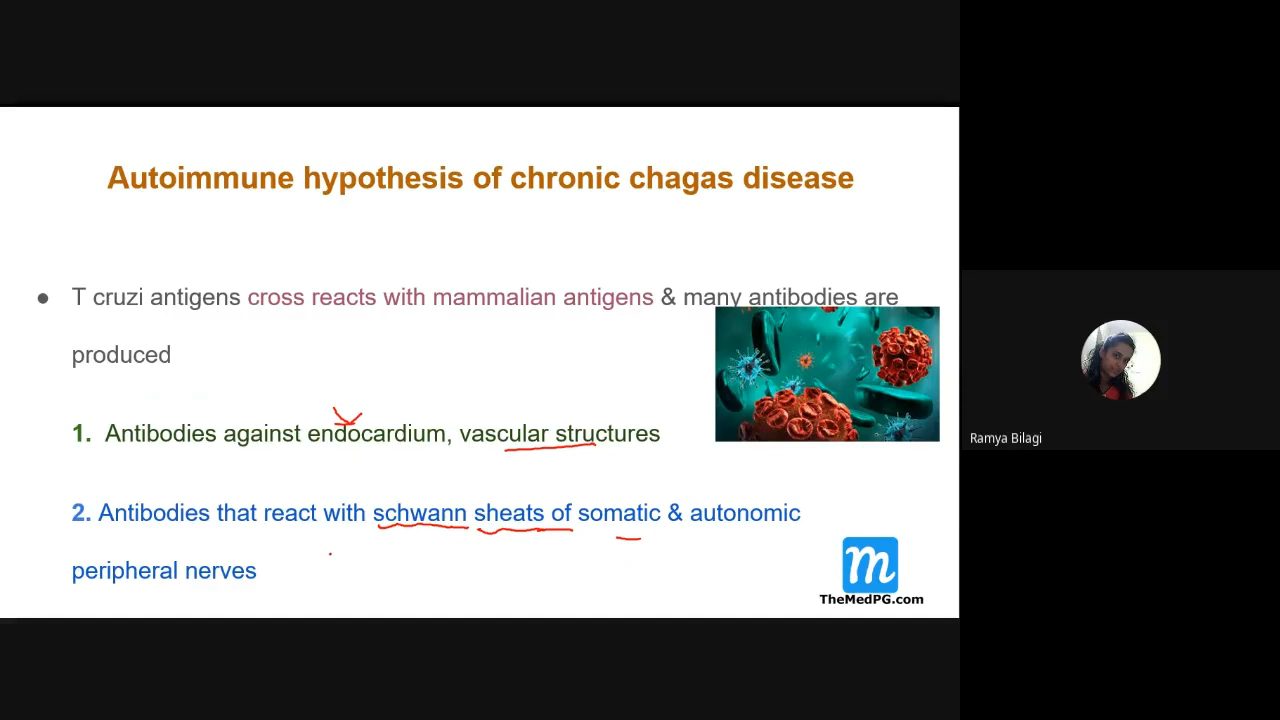 Autoimmune hypothesis of chronic chagas disease
● T cruzi antigens cross reacts with mammalian antigens & many antibodies are
produced
1. Antibodies against endocardium, vascular structures
2. Antibodies that react with schwann sheats of somatic & autonomic
peripheral nerves
m
TheMedPG.com
Ramya Bilagi